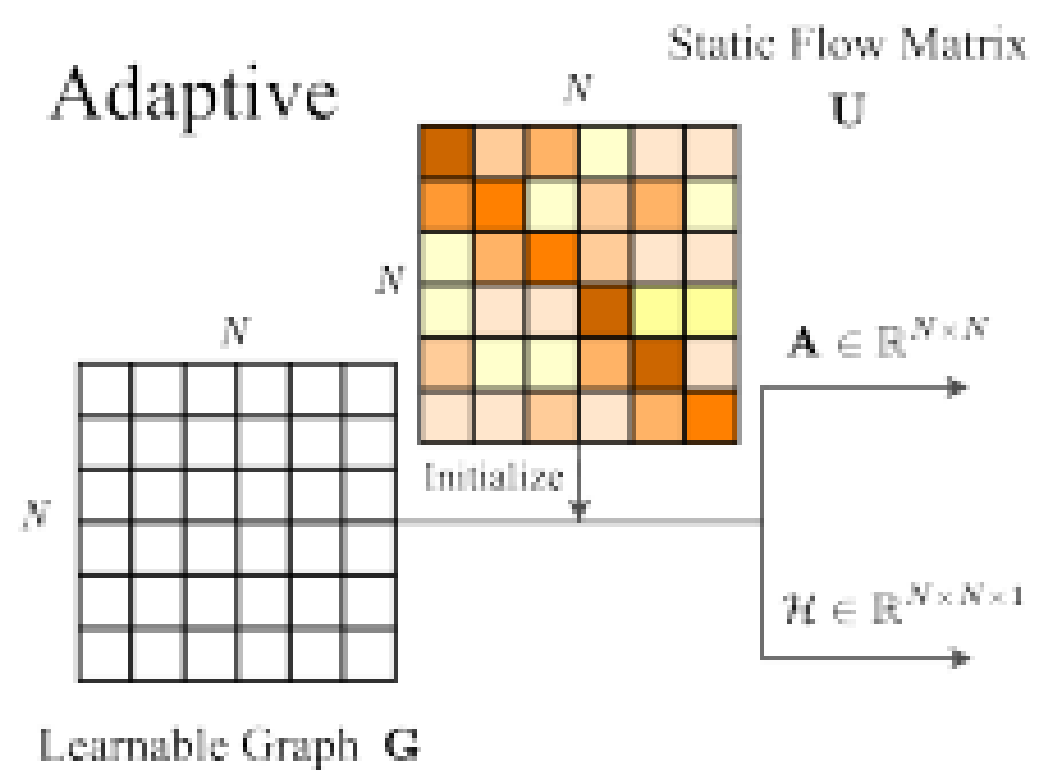 Static Flow Matrix
U
Adaptive
N
N
N
N
Initialize
A ∈ ℝ^{N×N}
ℋ ∈ ℝ^{N×N×1}
Learnable Graph G